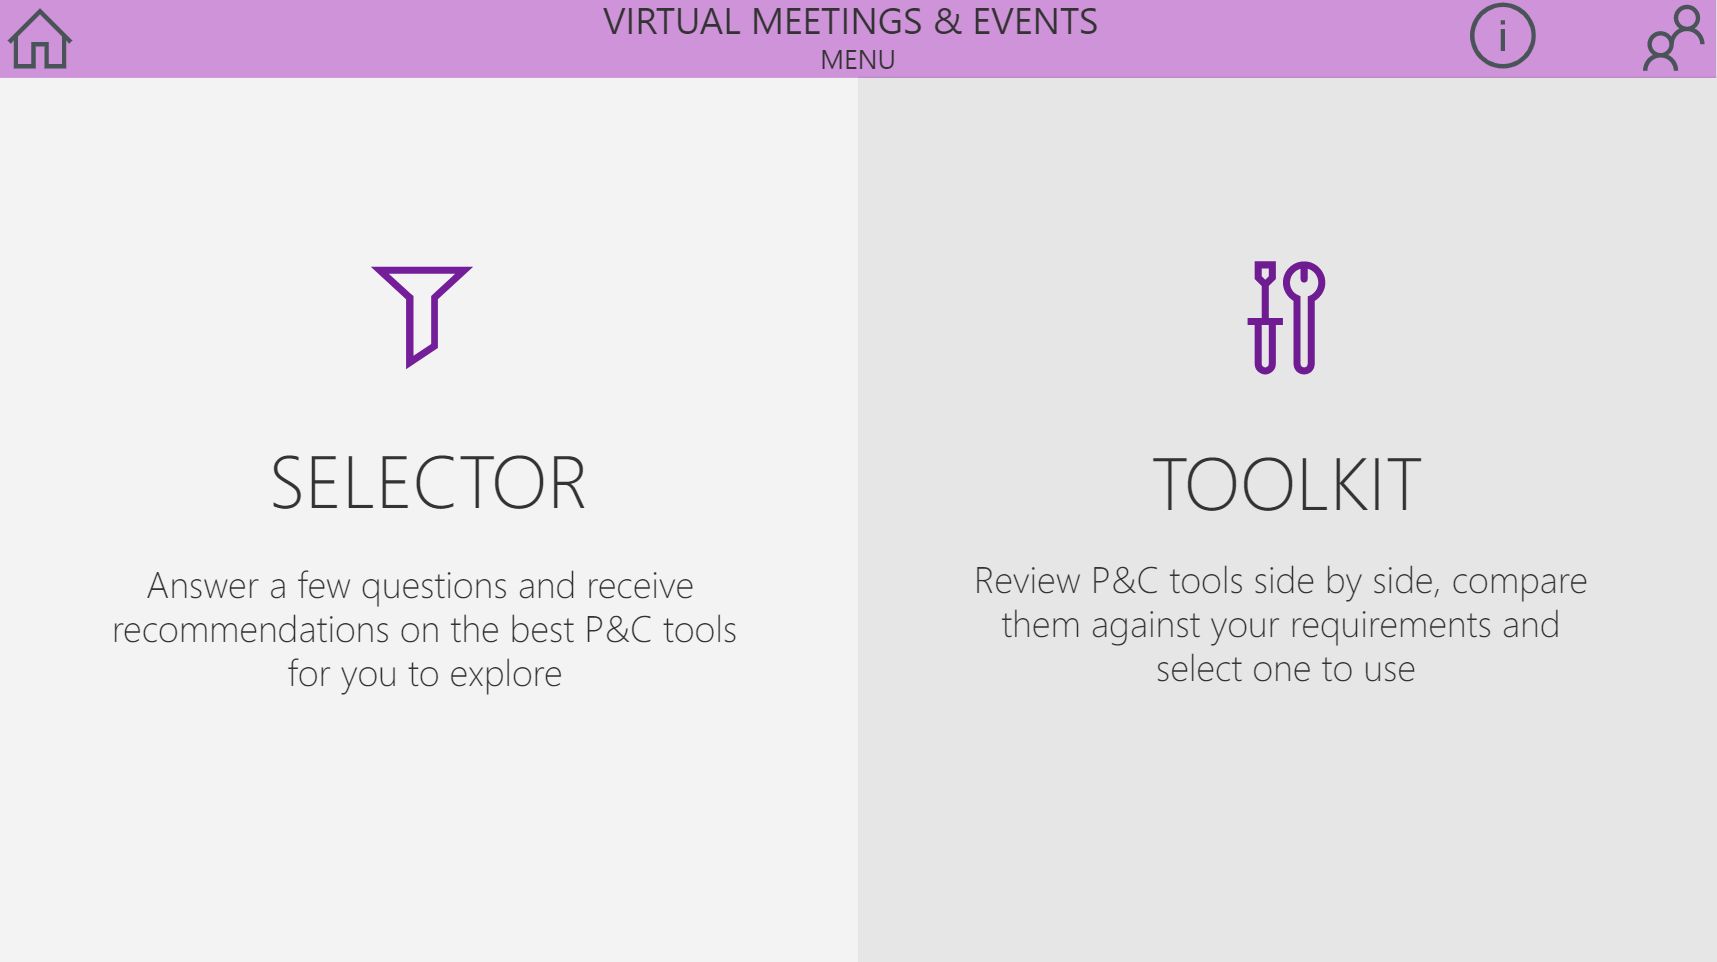 VIRTUAL MEETINGS & EVENTS
MENU
i
SELECTOR
Answer a few questions and receive
recommendations on the best P&C tools
for you to explore
TOOLKIT
Review P&C tools side by side, compare
them against your requirements and
select one to use